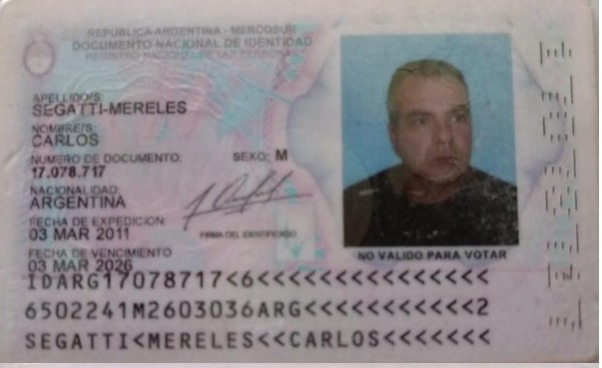 REPUBLICA ARGENTINA - MERCOSUR
DOCUMENTO NACIONAL DE IDENTIDAD
REGISTRO NACIONAL DE LAS PERSONAS
APELLIDO/S
SEGATTI-MERELES
NOMBRE/S
CARLOS
NUMERO DE DOCUMENTO: SEXO: M
17.078.717
NACIONALIDAD:
ARGENTINA
FECHA DE EXPEDICION:
03 MAR 2011
FIRMA DEL IDENTIFICADO
FECHA DE VENCIMIENTO
03 MAR 2026
NO VALIDO PARA VOTAR
IDARG17078717<6<<<<<<<<<<<<<<<
6502241M2603036ARG<<<<<<<<<<<2
SEGATTI<MERELES<<CARLOS<<<<<<<